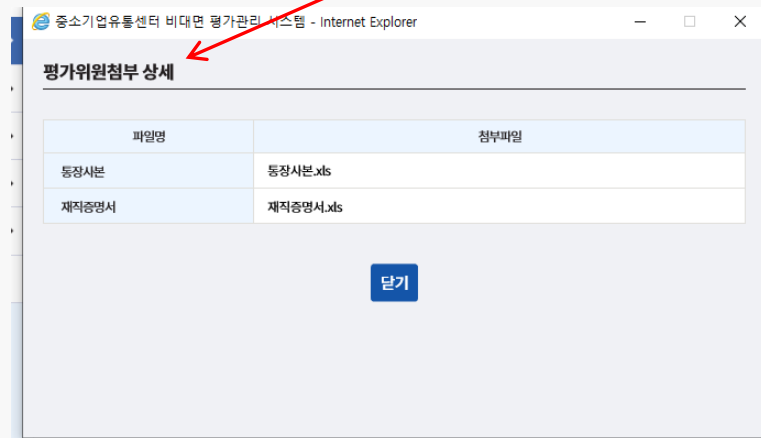 중소기업유통센터 비대면 평가관리 시스템 - Internet Explorer
평가위원첨부 상세
파일명 첨부파일
통장사본 통장사본.xls
재직증명서 재직증명서.xls
닫기